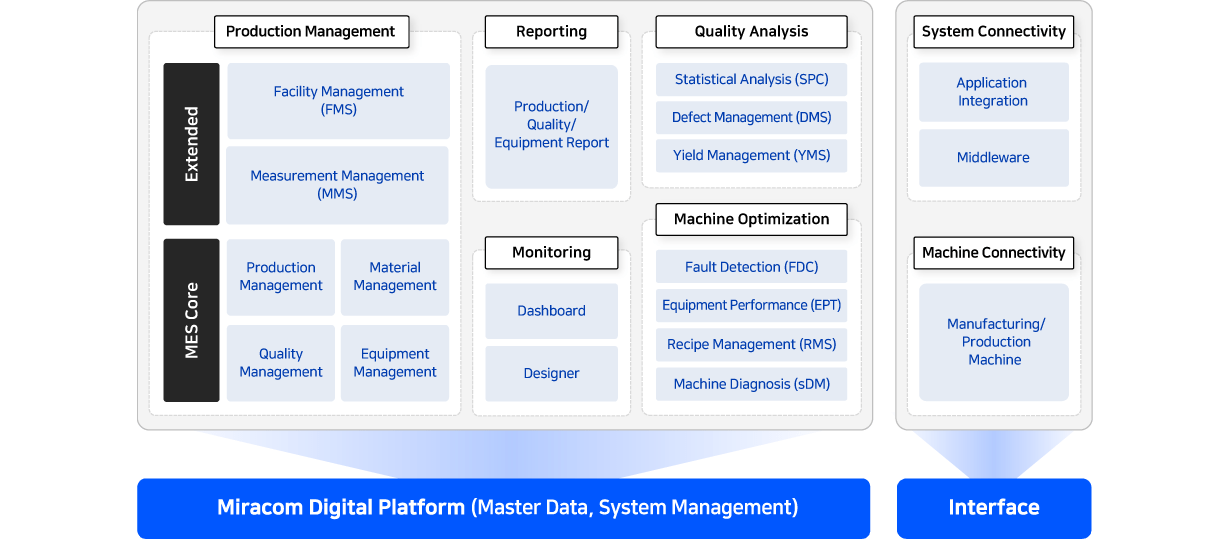 Production Management
Extended
Facility Management
(FMS)
Measurement Management
(MMS)
MES Core
Production
Management
Material
Management
Quality
Management
Equipment
Management
Reporting
Production/
Quality/
Equipment Report
Monitoring
Dashboard
Designer
Quality Analysis
Statistical Analysis (SPC)
Defect Management (DMS)
Yield Management (YMS)
Machine Optimization
Fault Detection (FDC)
Equipment Performance (EPT)
Recipe Management (RMS)
Machine Diagnosis (sDM)
System Connectivity
Application
Integration
Middleware
Machine Connectivity
Manufacturing/
Production
Machine
Miracom Digital Platform (Master Data, System Management)
Interface